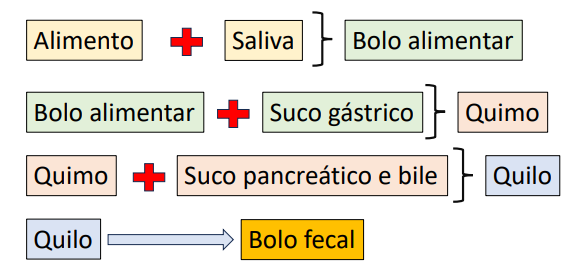 Alimento + Saliva } Bolo alimentar
Bolo alimentar + Suco gástrico } Quimo
Quimo + Suco pancreático e bile } Quilo
Quilo → Bolo fecal